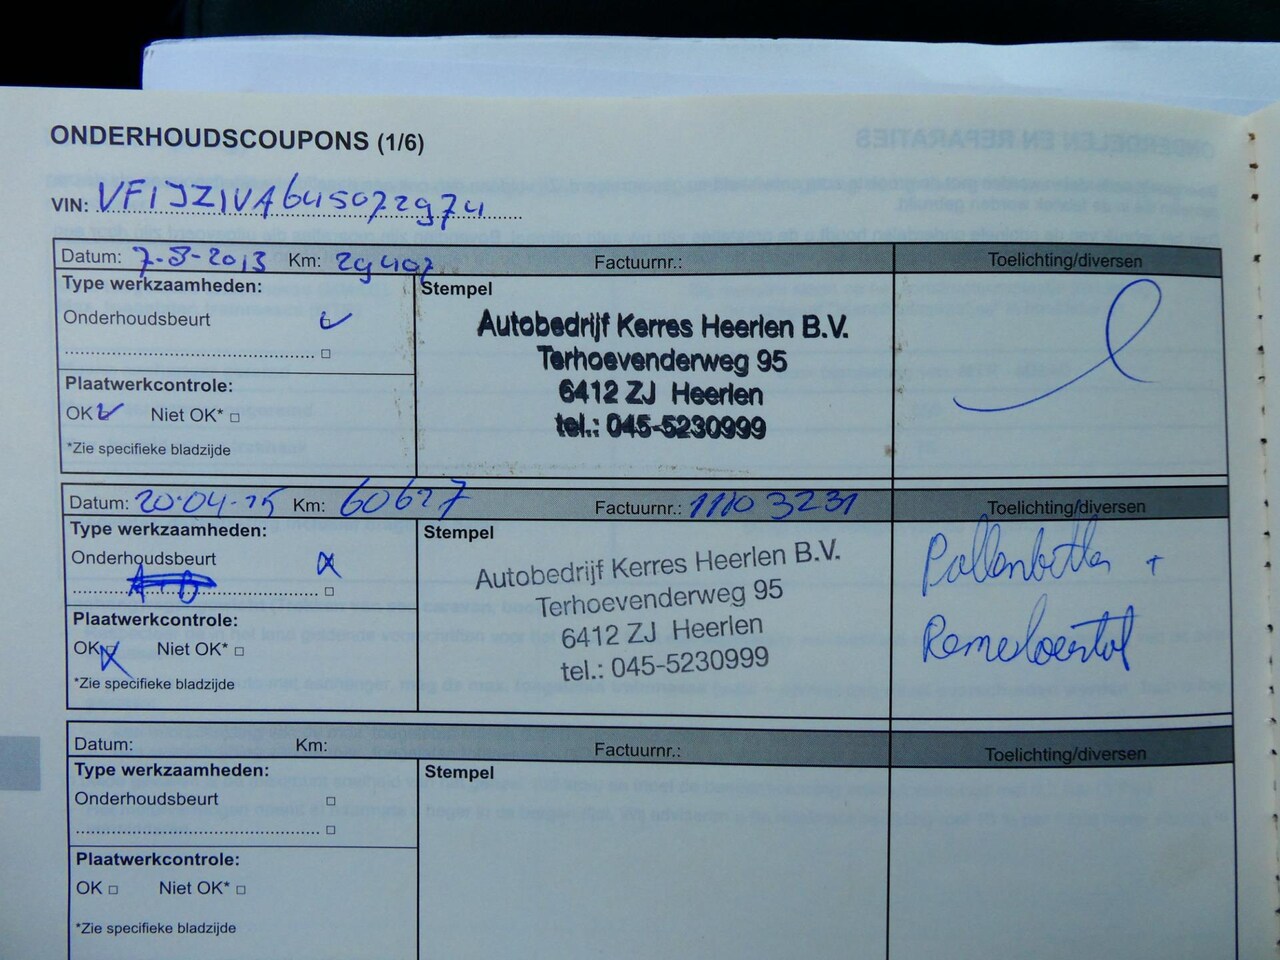 ONDERHOUDSCOUPONS (1/6)
VIN: VF1JZ1VA645072974
Datum: 7-8-2013 Km: 29407 Factuurnr.: Toelichting/diversen
Type werkzaamheden: Stempel
Onderhoudsbeurt
Autobedrijf Kerres Heerlen B.V.
Terhoevenderweg 95
6412 ZJ Heerlen
tel.: 045-5230999
Plaatwerkcontrole:
OK Niet OK*
*Zie specifieke bladzijde
Datum: 20-04-15 Km: 60627 Factuurnr.: 11103231 Toelichting/diversen
Type werkzaamheden: Stempel
Onderhoudsbeurt
Autobedrijf Kerres Heerlen B.V.
Terhoevenderweg 95
6412 ZJ Heerlen
tel.: 045-5230999
+
Plaatwerkcontrole:
OK Niet OK*
*Zie specifieke bladzijde
Datum: Km: Factuurnr.: Toelichting/diversen
Type werkzaamheden: Stempel
Onderhoudsbeurt
Plaatwerkcontrole:
OK Niet OK*
*Zie specifieke bladzijde